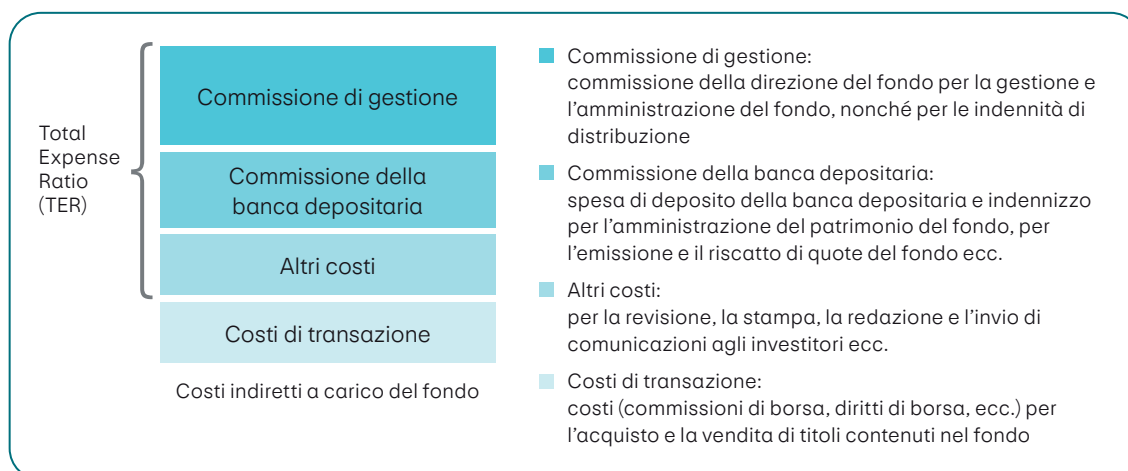 Total
Expense
Ratio
(TER)
Commissione di gestione
Commissione della
banca depositaria
Altri costi
Costi di transazione
Costi indiretti a carico del fondo
Commissione di gestione:
commissione della direzione del fondo per la gestione e
l’amministrazione del fondo, nonché per le indennità di
distribuzione
Commissione della banca depositaria:
spesa di deposito della banca depositaria e indennizzo
per l’amministrazione del patrimonio del fondo, per
l’emissione e il riscatto di quote del fondo ecc.
Altri costi:
per la revisione, la stampa, la redazione e l’invio di
comunicazioni agli investitori ecc.
Costi di transazione:
costi (commissioni di borsa, diritti di borsa, ecc.) per
l’acquisto e la vendita di titoli contenuti nel fondo